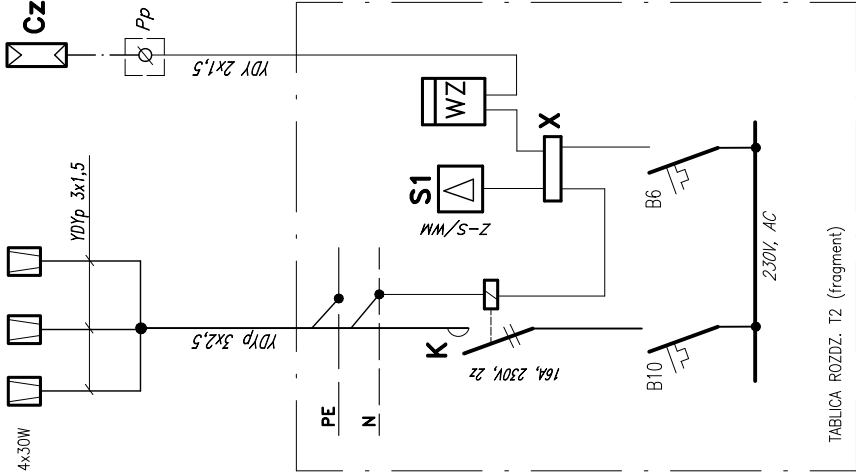 Cz
Pp
YDY 2x1,5
WZ
YDYp 3x1,5
S1
X
Z-S/WM
B6
YDYp 3x2,5
K
16A, 230V, 2z
4x30W
PE
N
B10
230V, AC
TABLICA ROZDZ. T2 (fragment)